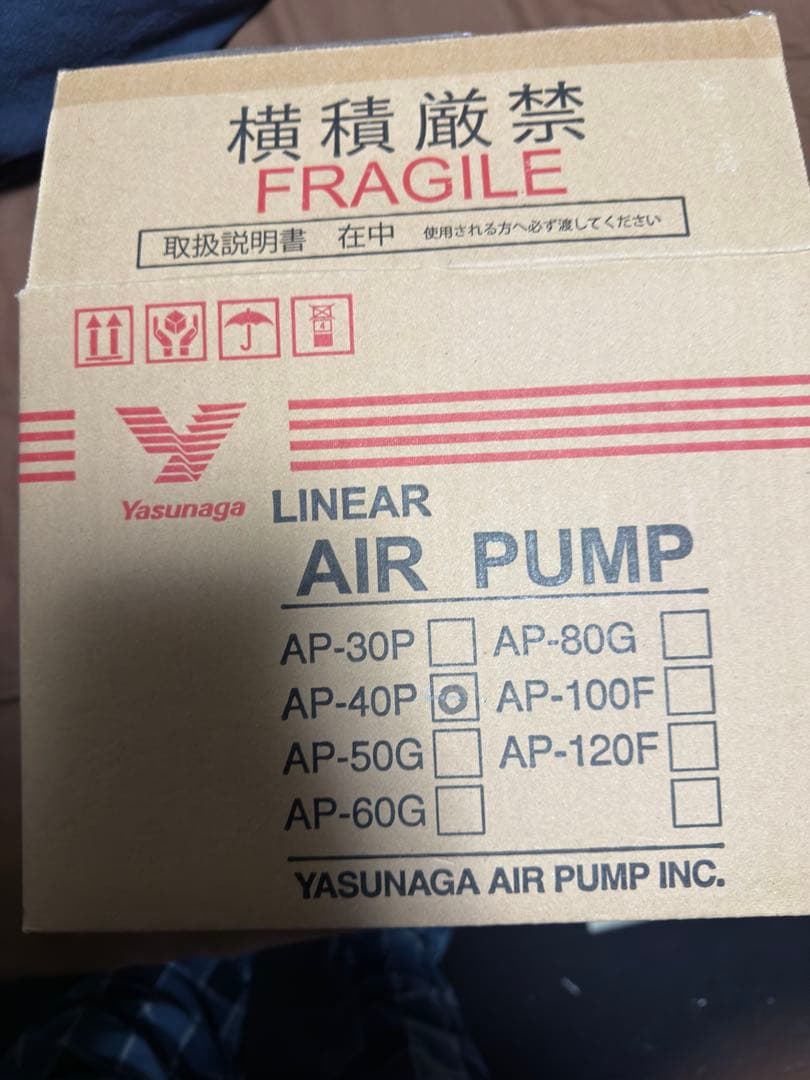 横積厳禁
FRAGILE
取扱説明書 在中 使用される方へ必ず渡してください
4
Yasunaga
LINEAR
AIR PUMP
AP-30P AP-80G
AP-40P AP-100F
AP-50G AP-120F
AP-60G
YASUNAGA AIR PUMP INC.